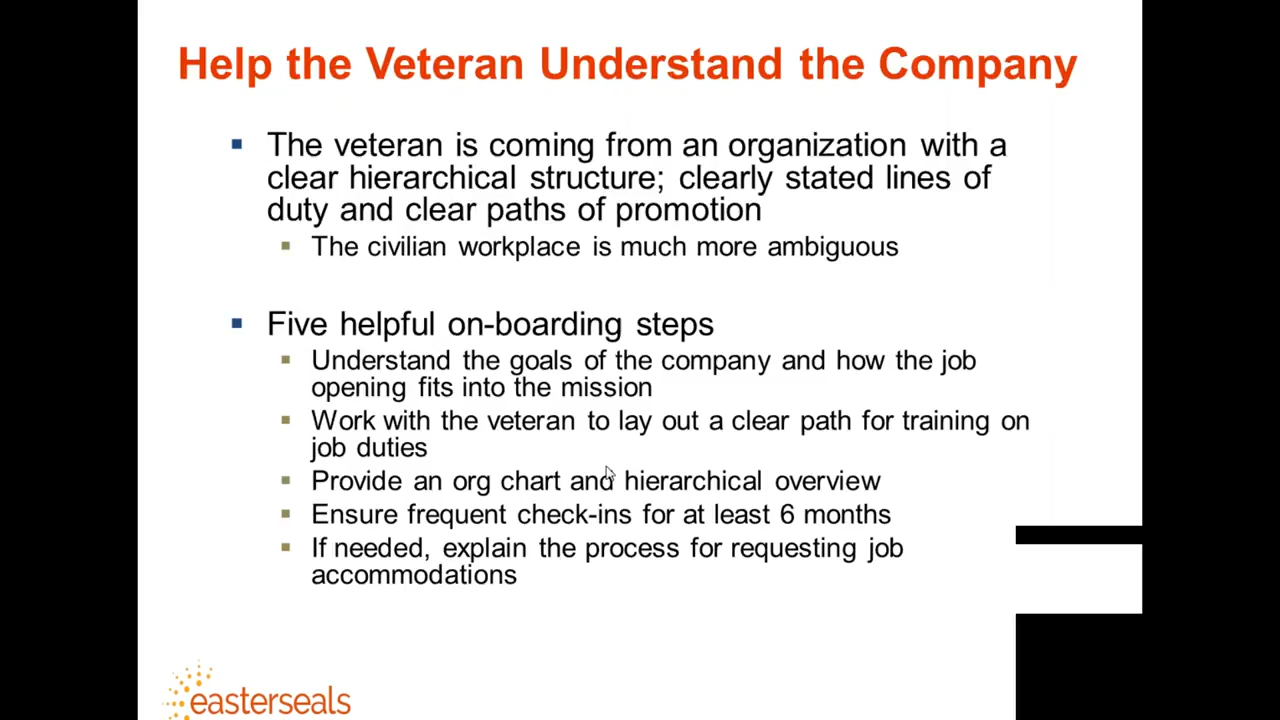 Help the Veteran Understand the Company
The veteran is coming from an organization with a
clear hierarchical structure; clearly stated lines of
duty and clear paths of promotion
The civilian workplace is much more ambiguous
Five helpful on-boarding steps
Understand the goals of the company and how the job
opening fits into the mission
Work with the veteran to lay out a clear path for training on
job duties
Provide an org chart and hierarchical overview
Ensure frequent check-ins for at least 6 months
If needed, explain the process for requesting job
accommodations
easterseals